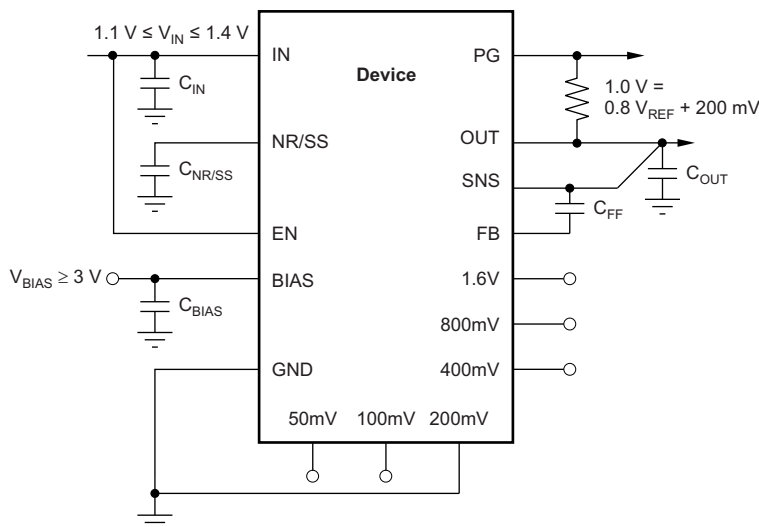 1.1 V ≤ V_IN ≤ 1.4 V
IN
PG
Device
C_IN
1.0 V =
0.8 V_REF + 200 mV
NR/SS
OUT
C_NR/SS
SNS
C_OUT
C_FF
EN
FB
V_BIAS ≥ 3 V
BIAS
1.6V
C_BIAS
800mV
GND
400mV
50mV
100mV
200mV